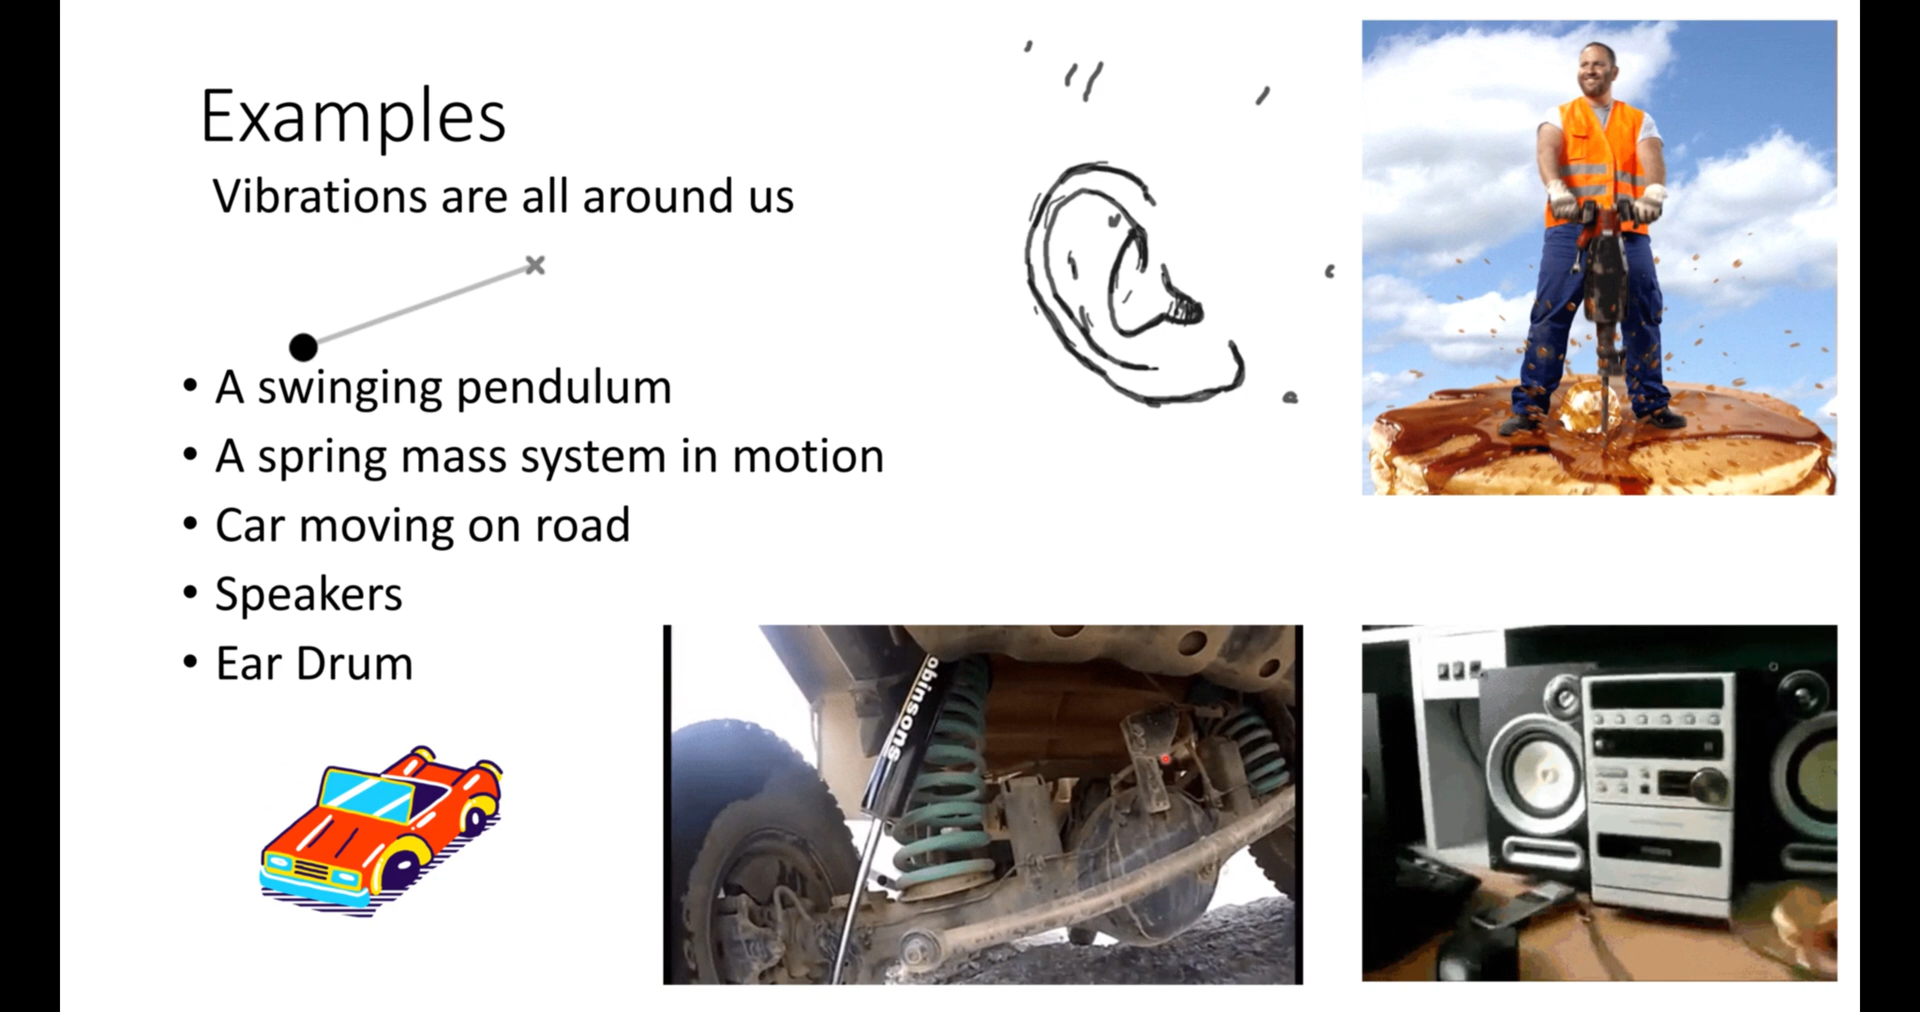 Examples
Vibrations are all around us
• A swinging pendulum
• A spring mass system in motion
• Car moving on road
• Speakers
• Ear Drum
obinsons